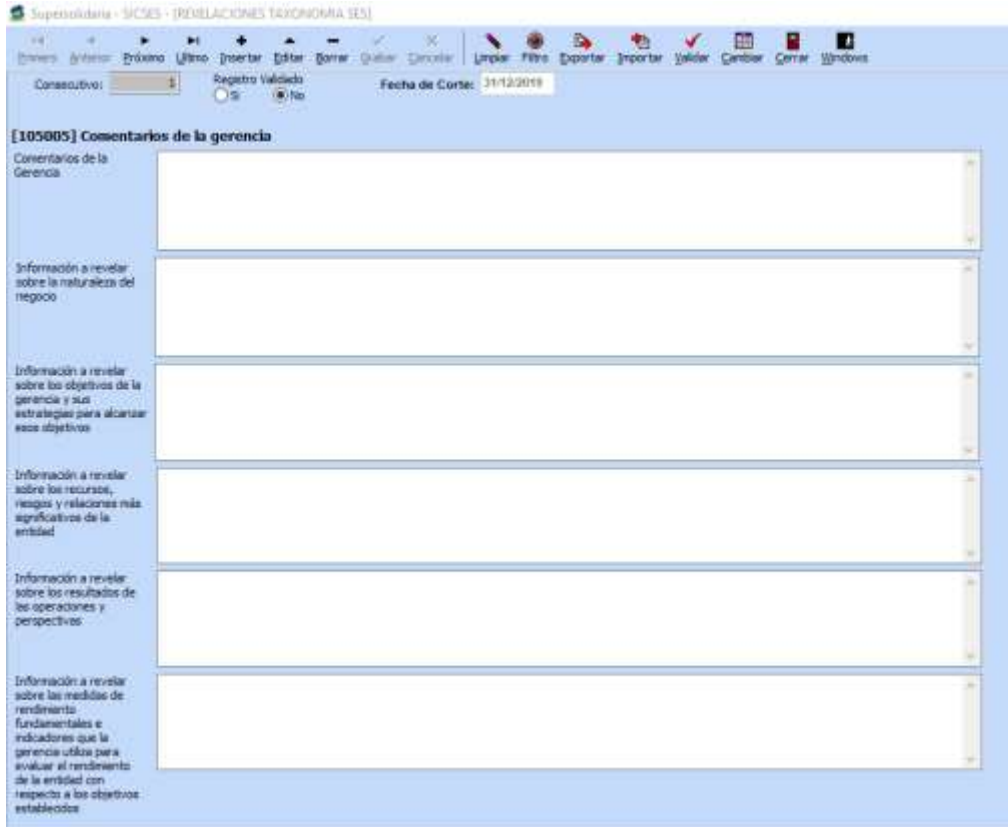 Supersolidaria - SICSES - [REVELACIONES TAXONOMIA SES]
Primero Anterior Próximo Ultimo Insertar Editar Borrar Grabar Cancelar Limpiar Filtro Exportar Importar Validar Cambiar Cerrar Windows
Consecutivo: 1 Registro Validado Fecha de Corte: 31/12/2019
Si No
[105005] Comentarios de la gerencia
Comentarios de la
Gerencia
Información a revelar
sobre la naturaleza del
negocio
Información a revelar
sobre los objetivos de la
gerencia y sus
estrategias para alcanzar
esos objetivos
Información a revelar
sobre los recursos,
riesgos y relaciones más
significativos de la
entidad
Información a revelar
sobre los resultados de
las operaciones y
perspectivas
Información a revelar
sobre las medidas de
rendimiento
fundamentales e
indicadores que la
gerencia utiliza para
evaluar el rendimiento
de la entidad con
respecto a los objetivos
establecidos